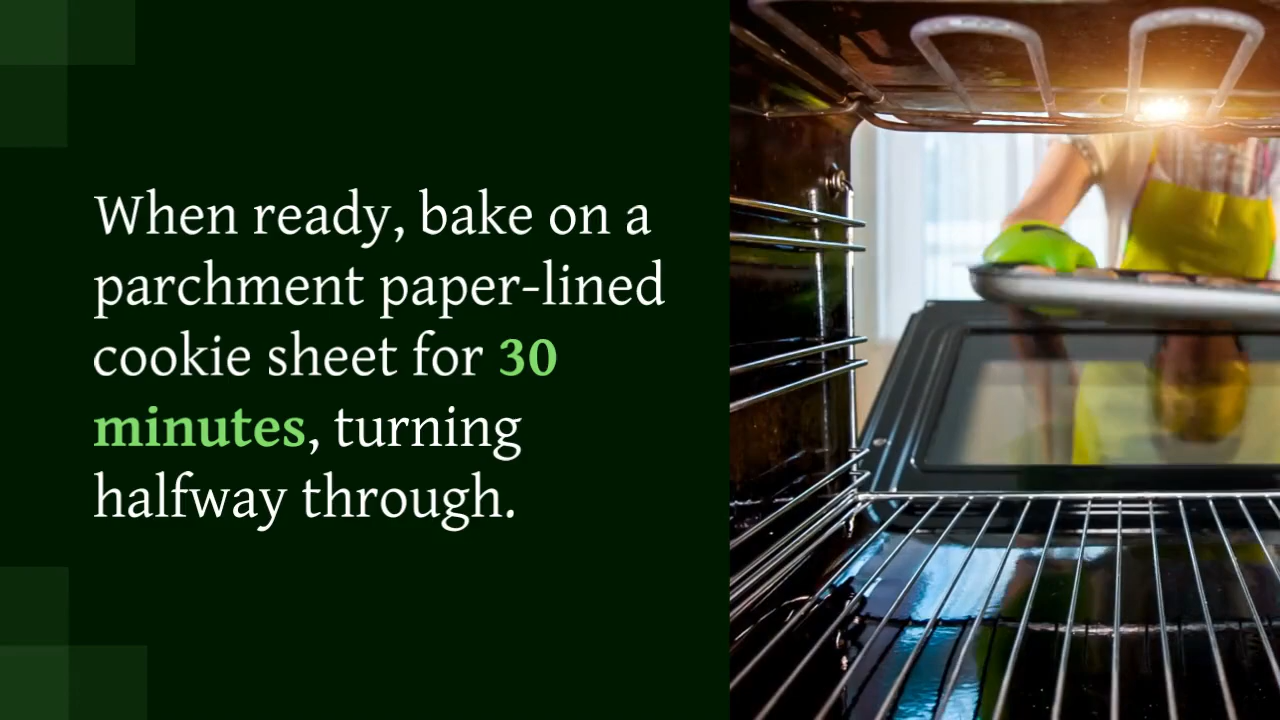 When ready, bake on a
parchment paper-lined
cookie sheet for 30
minutes, turning
halfway through.